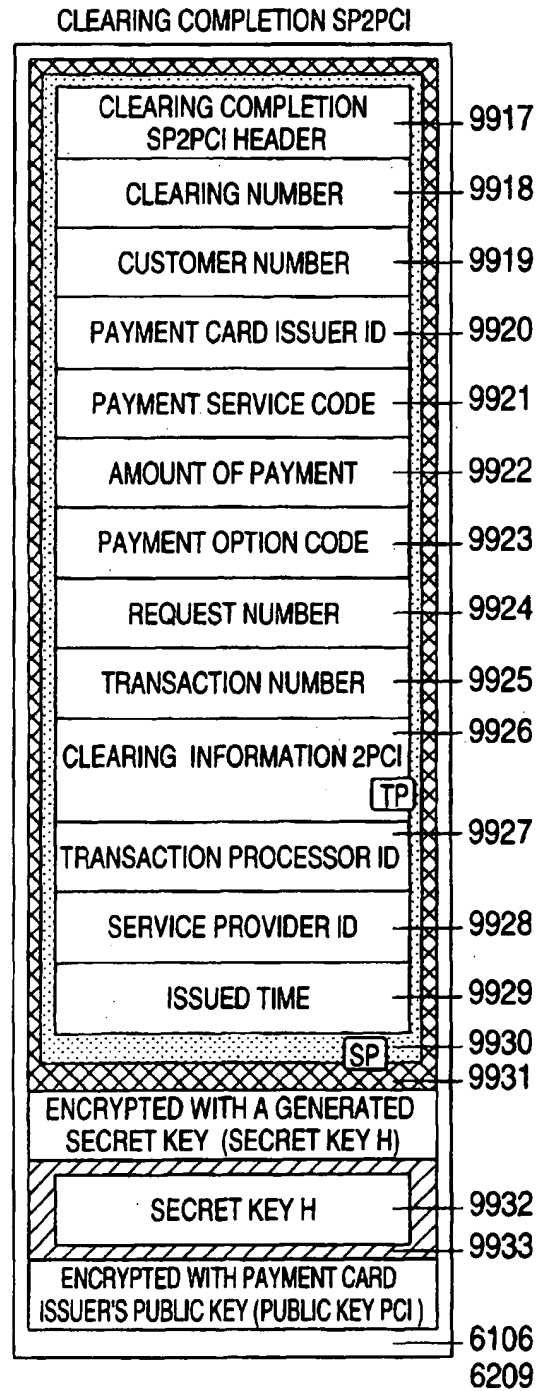 CLEARING COMPLETION SP2PCI
CLEARING COMPLETION
SP2PCI HEADER
9917
CLEARING NUMBER
9918
CUSTOMER NUMBER
9919
PAYMENT CARD ISSUER ID
9920
PAYMENT SERVICE CODE
9921
AMOUNT OF PAYMENT
9922
PAYMENT OPTION CODE
9923
REQUEST NUMBER
9924
TRANSACTION NUMBER
9925
9926
CLEARING INFORMATION 2PCI
TP
9927
TRANSACTION PROCESSOR ID
SERVICE PROVIDER ID
9928
ISSUED TIME
9929
SP
9930
9931
ENCRYPTED WITH A GENERATED
SECRET KEY (SECRET KEY H)
SECRET KEY H
9932
9933
ENCRYPTED WITH PAYMENT CARD
ISSUER'S PUBLIC KEY (PUBLIC KEY PCI)
6106
6209